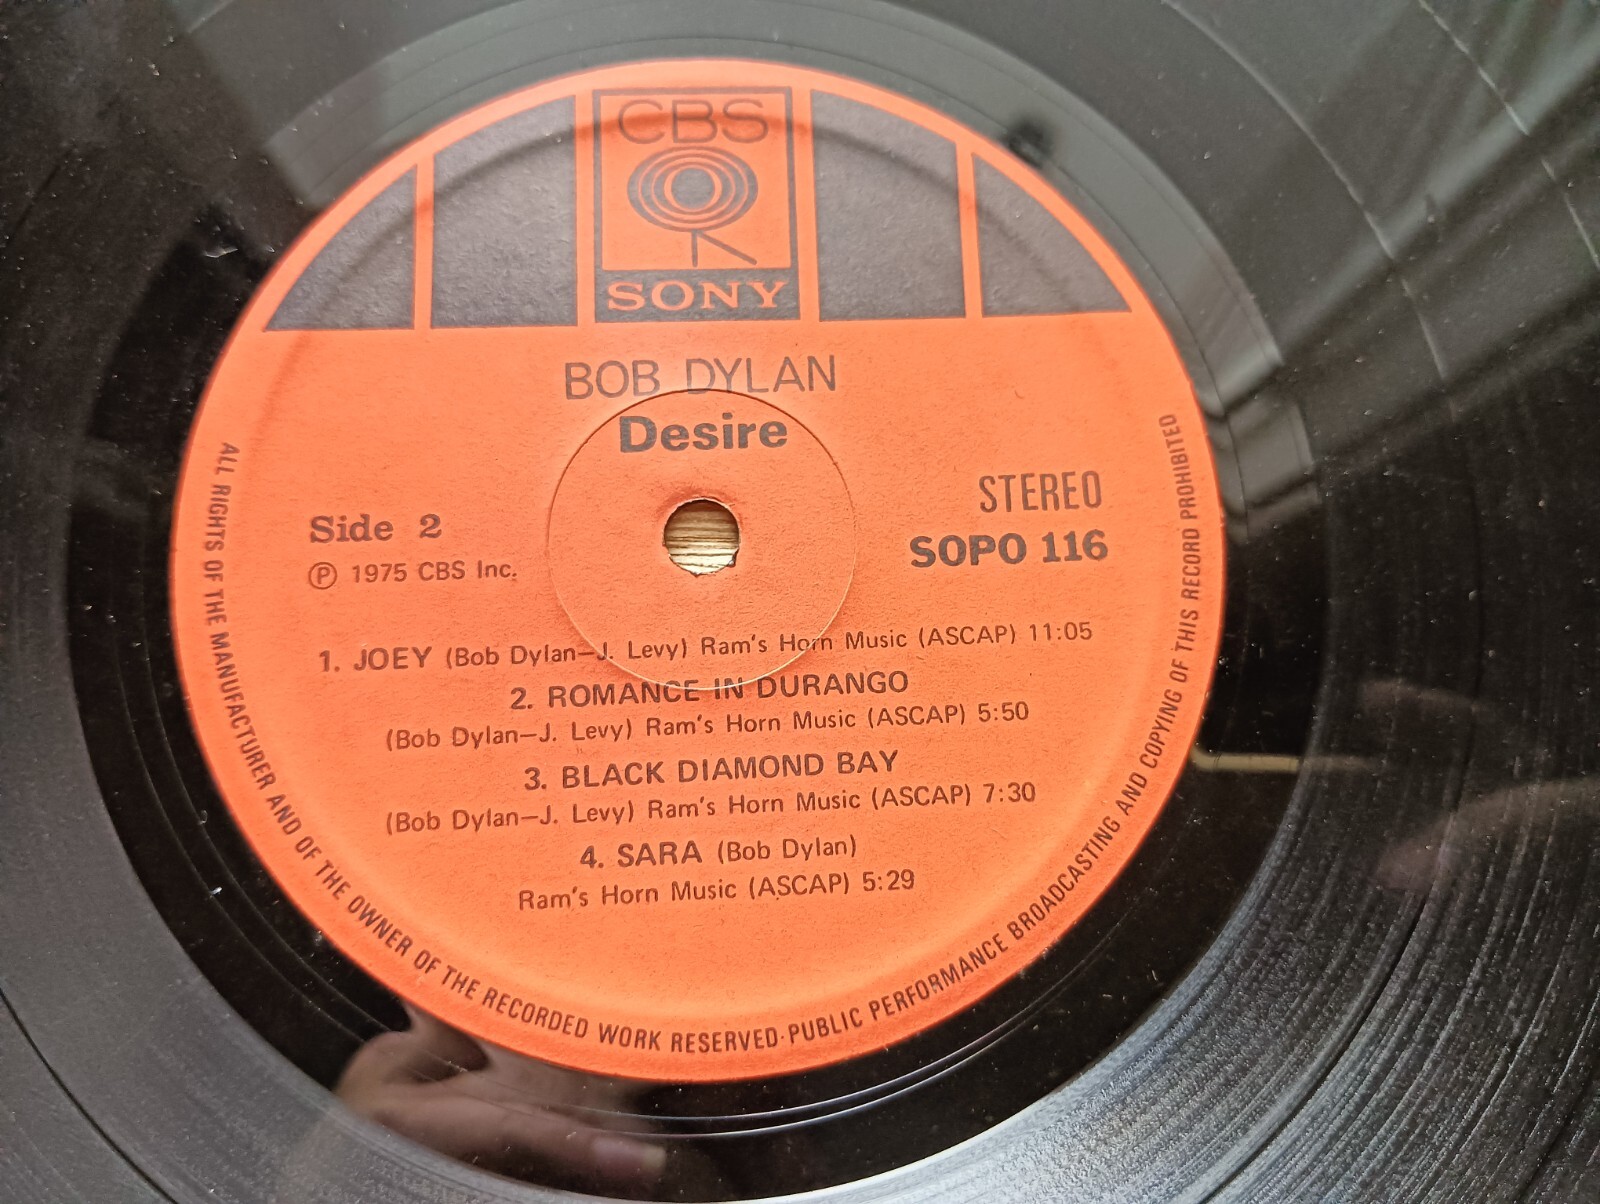 CBS
SONY
BOB DYLAN
Desire
STEREO
SOPO 116
Side 2
℗ 1975 CBS Inc.
1. JOEY (Bob Dylan–J. Levy) Ram's Horn Music (ASCAP) 11:05
2. ROMANCE IN DURANGO
(Bob Dylan–J. Levy) Ram's Horn Music (ASCAP) 5:50
3. BLACK DIAMOND BAY
(Bob Dylan–J. Levy) Ram's Horn Music (ASCAP) 7:30
4. SARA (Bob Dylan)
Ram's Horn Music (ASCAP) 5:29
ALL RIGHTS OF THE MANUFACTURER AND OF THE OWNER OF THE RECORDED WORK RESERVED·PUBLIC PERFORMANCE BROADCASTING AND COPYING OF THIS RECORD PROHIBITED